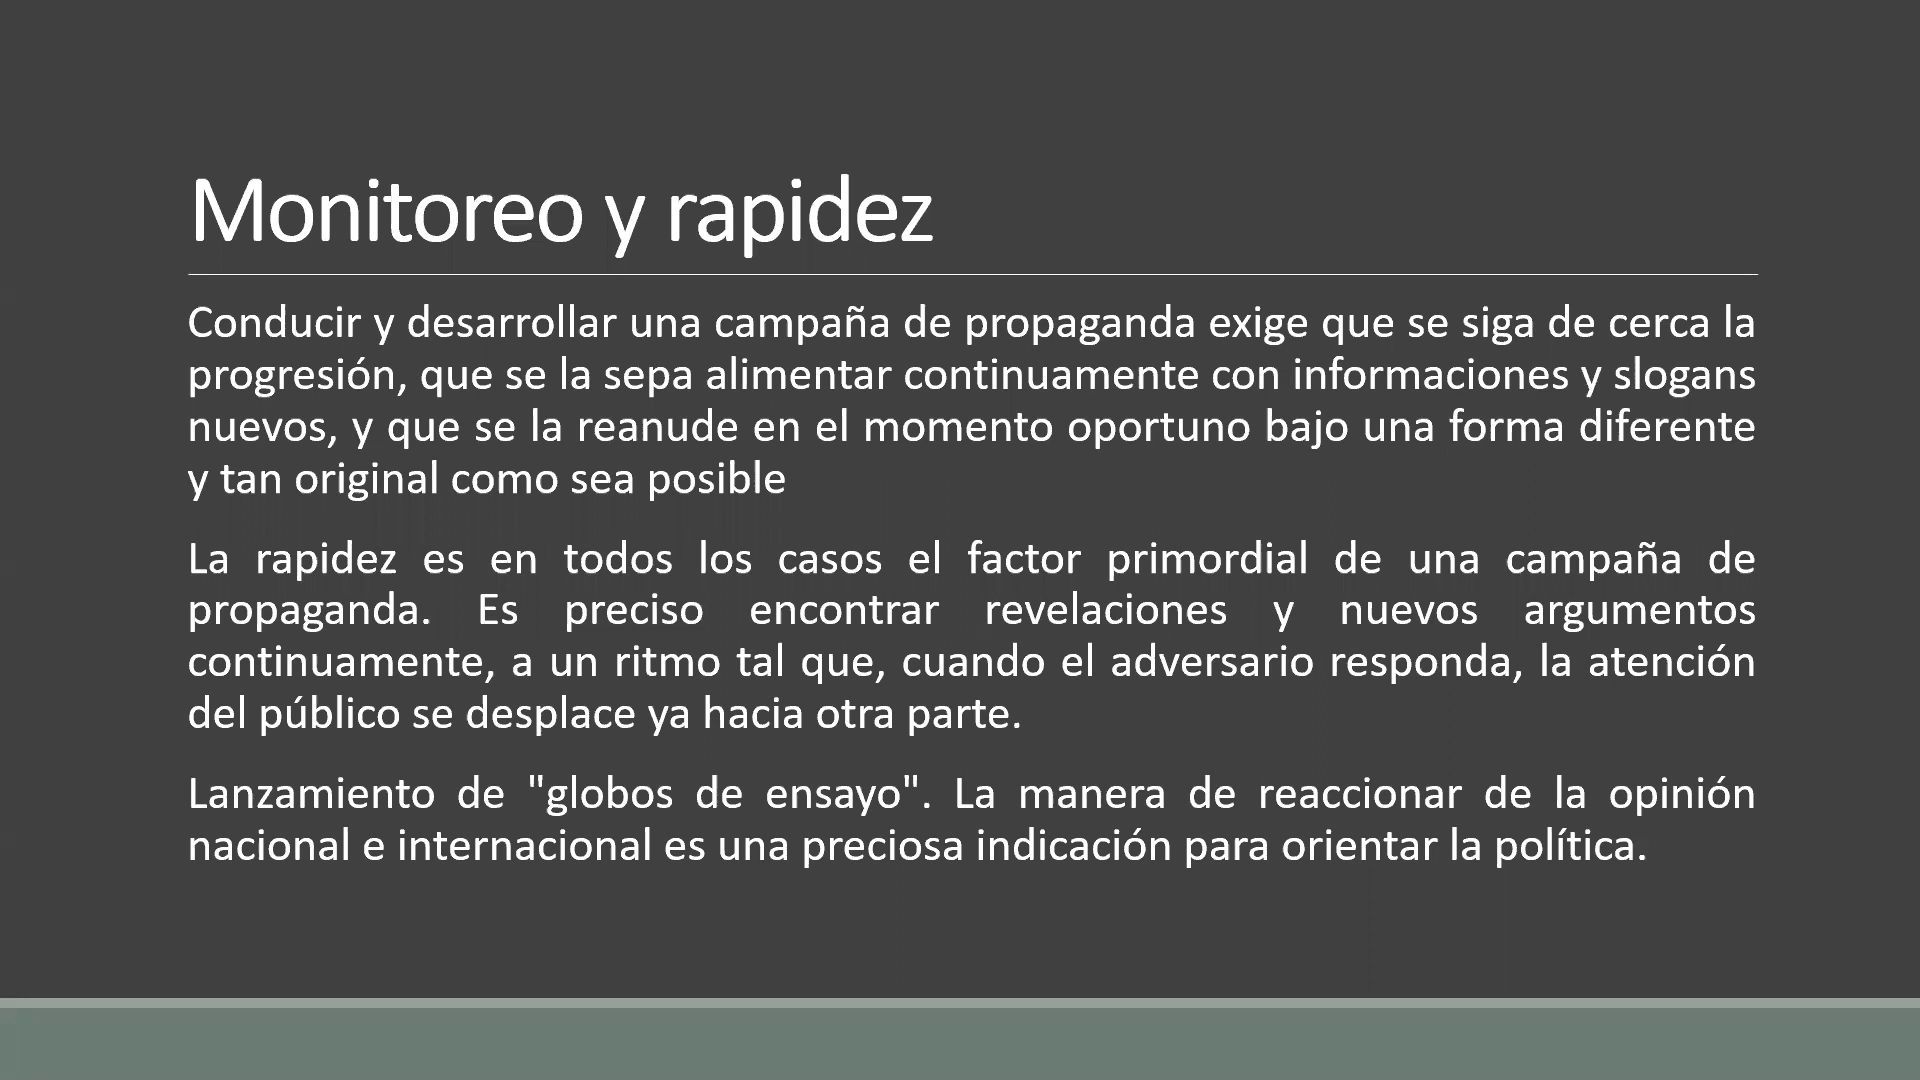 Monitoreo y rapidez
Conducir y desarrollar una campaña de propaganda exige que se siga de cerca la
progresión, que se la sepa alimentar continuamente con informaciones y slogans
nuevos, y que se la reanude en el momento oportuno bajo una forma diferente
y tan original como sea posible
La rapidez es en todos los casos el factor primordial de una campaña de
propaganda. Es preciso encontrar revelaciones y nuevos argumentos
continuamente, a un ritmo tal que, cuando el adversario responda, la atención
del público se desplace ya hacia otra parte.
Lanzamiento de "globos de ensayo". La manera de reaccionar de la opinión
nacional e internacional es una preciosa indicación para orientar la política.